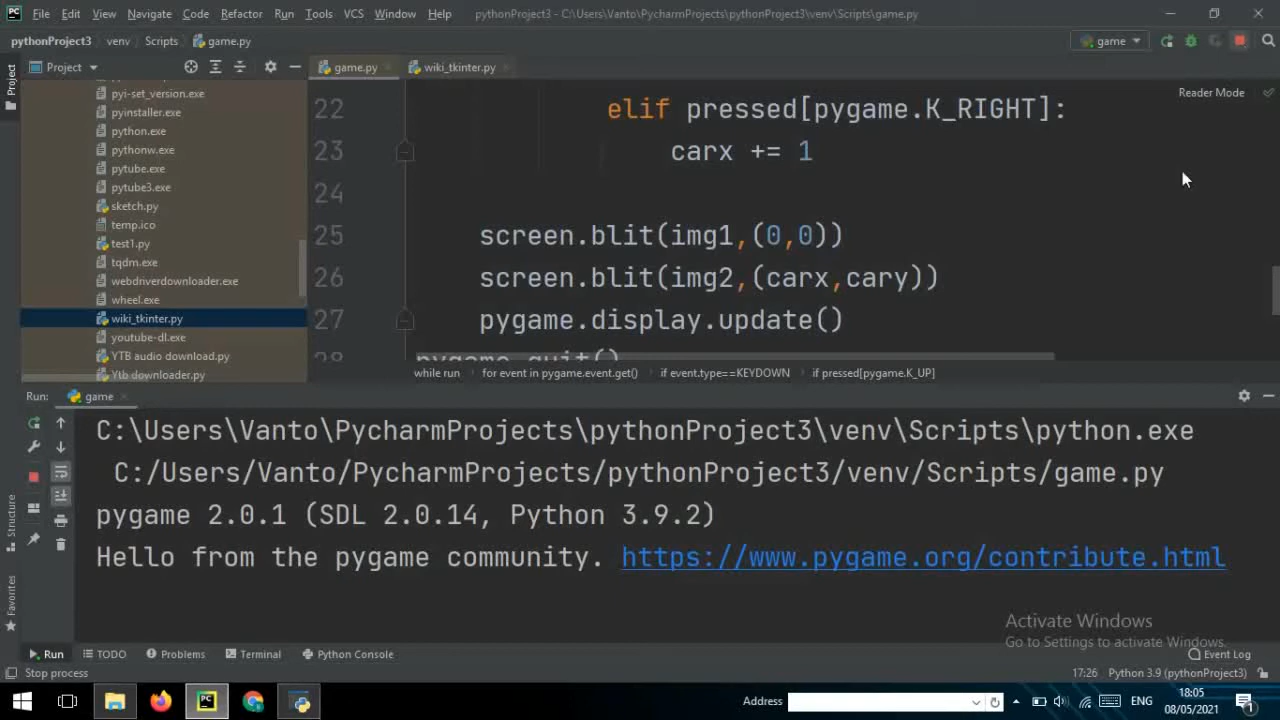 File Edit View Navigate Code Refactor Run Tools VCS Window Help pythonProject3 - C:\Users\Vanto\PycharmProjects\pythonProject3\venv\Scripts\game.py
pythonProject3 venv Scripts game.py game
Project game.py wiki_tkinter.py
Project
Reader Mode
pyi-set_version.exe
pyinstaller.exe
python.exe
pythonw.exe
pytube.exe
pytube3.exe
sketch.py
temp.ico
test1.py
tqdm.exe
webdriverdownloader.exe
wheel.exe
wiki_tkinter.py
youtube-dl.exe
YTB audio download.py
Ytb downloader.py
22 elif pressed[pygame.K_RIGHT]:
23 carx += 1
24
25 screen.blit(img1,(0,0))
26 screen.blit(img2,(carx,cary))
27 pygame.display.update()
28 pygame.quit()
while run for event in pygame.event.get() if event.type==KEYDOWN if pressed[pygame.K_UP]
Run: game
C:\Users\Vanto\PycharmProjects\pythonProject3\venv\Scripts\python.exe
C:/Users/Vanto/PycharmProjects/pythonProject3/venv/Scripts/game.py
pygame 2.0.1 (SDL 2.0.14, Python 3.9.2)
Hello from the pygame community. https://www.pygame.org/contribute.html
Structure
Favorites
Activate Windows
Go to Settings to activate Windows.
Run TODO Problems Terminal Python Console Event Log
Stop process 17:26 Python 3.9 (pythonProject3)
Address ENG 18:05
08/05/2021
1